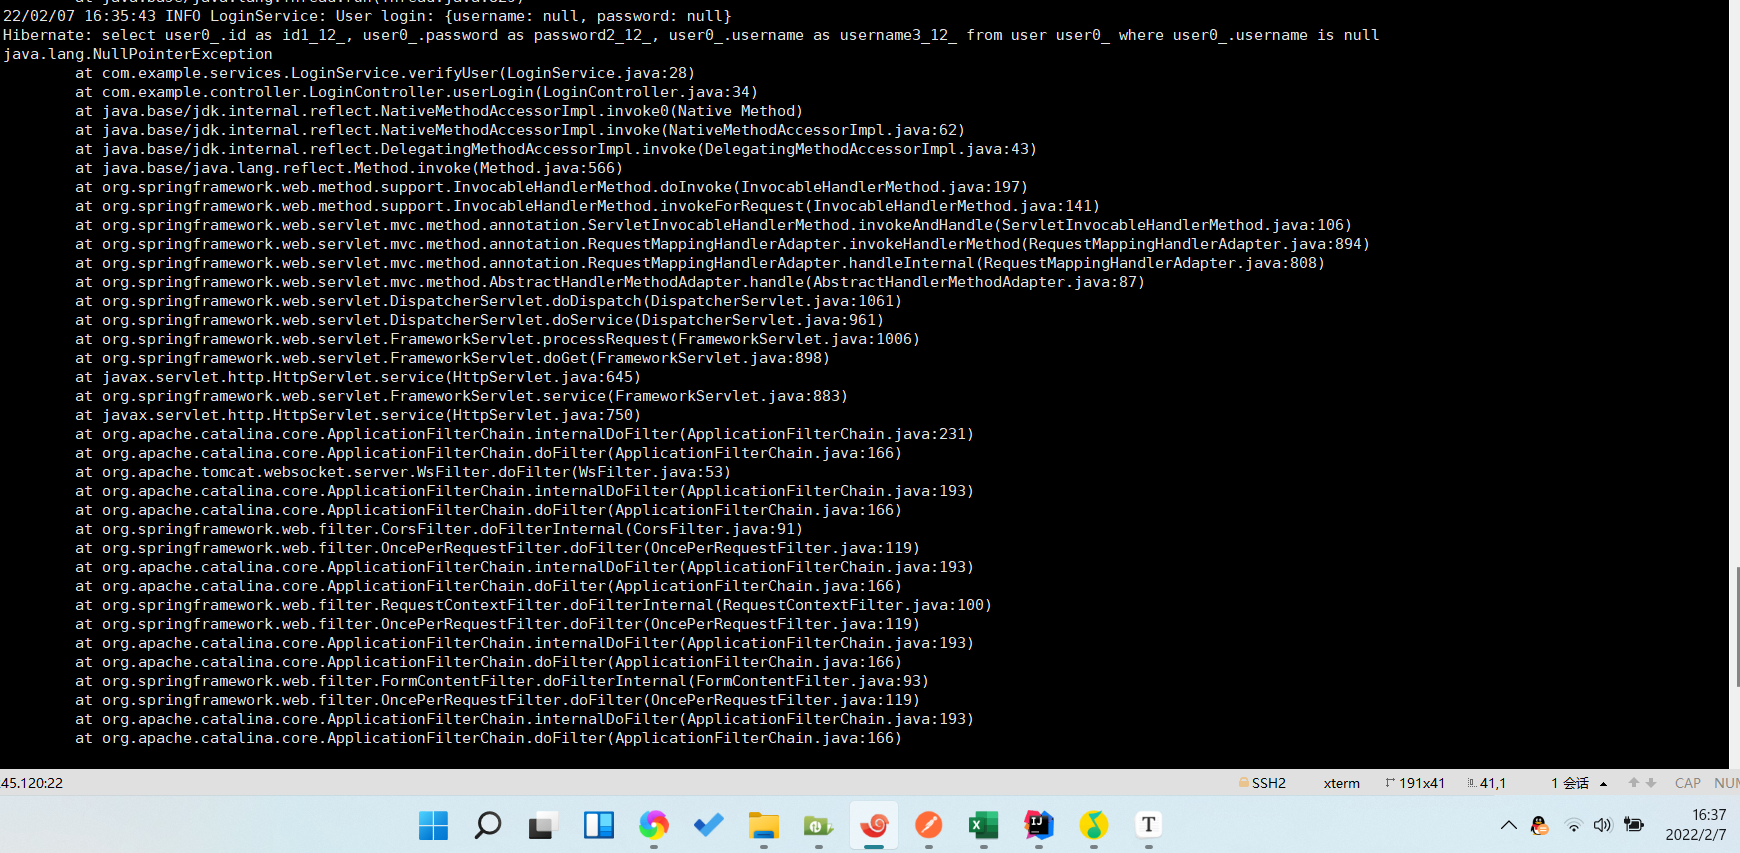 22/02/07 16:35:43 INFO LoginService: User login: {username: null, password: null}
Hibernate: select user0_.id as id1_12_, user0_.password as password2_12_, user0_.username as username3_12_ from user user0_ where user0_.username is null
java.lang.NullPointerException
at com.example.services.LoginService.verifyUser(LoginService.java:28)
at com.example.controller.LoginController.userLogin(LoginController.java:34)
at java.base/jdk.internal.reflect.NativeMethodAccessorImpl.invoke0(Native Method)
at java.base/jdk.internal.reflect.NativeMethodAccessorImpl.invoke(NativeMethodAccessorImpl.java:62)
at java.base/jdk.internal.reflect.DelegatingMethodAccessorImpl.invoke(DelegatingMethodAccessorImpl.java:43)
at java.base/java.lang.reflect.Method.invoke(Method.java:566)
at org.springframework.web.method.support.InvocableHandlerMethod.doInvoke(InvocableHandlerMethod.java:197)
at org.springframework.web.method.support.InvocableHandlerMethod.invokeForRequest(InvocableHandlerMethod.java:141)
at org.springframework.web.servlet.mvc.method.annotation.ServletInvocableHandlerMethod.invokeAndHandle(ServletInvocableHandlerMethod.java:106)
at org.springframework.web.servlet.mvc.method.annotation.RequestMappingHandlerAdapter.invokeHandlerMethod(RequestMappingHandlerAdapter.java:894)
at org.springframework.web.servlet.mvc.method.annotation.RequestMappingHandlerAdapter.handleInternal(RequestMappingHandlerAdapter.java:808)
at org.springframework.web.servlet.mvc.method.AbstractHandlerMethodAdapter.handle(AbstractHandlerMethodAdapter.java:87)
at org.springframework.web.servlet.DispatcherServlet.doDispatch(DispatcherServlet.java:1061)
at org.springframework.web.servlet.DispatcherServlet.doService(DispatcherServlet.java:961)
at org.springframework.web.servlet.FrameworkServlet.processRequest(FrameworkServlet.java:1006)
at org.springframework.web.servlet.FrameworkServlet.doGet(FrameworkServlet.java:898)
at javax.servlet.http.HttpServlet.service(HttpServlet.java:645)
at org.springframework.web.servlet.FrameworkServlet.service(FrameworkServlet.java:883)
at javax.servlet.http.HttpServlet.service(HttpServlet.java:750)
at org.apache.catalina.core.ApplicationFilterChain.internalDoFilter(ApplicationFilterChain.java:231)
at org.apache.catalina.core.ApplicationFilterChain.doFilter(ApplicationFilterChain.java:166)
at org.apache.tomcat.websocket.server.WsFilter.doFilter(WsFilter.java:53)
at org.apache.catalina.core.ApplicationFilterChain.internalDoFilter(ApplicationFilterChain.java:193)
at org.apache.catalina.core.ApplicationFilterChain.doFilter(ApplicationFilterChain.java:166)
at org.springframework.web.filter.CorsFilter.doFilterInternal(CorsFilter.java:91)
at org.springframework.web.filter.OncePerRequestFilter.doFilter(OncePerRequestFilter.java:119)
at org.apache.catalina.core.ApplicationFilterChain.internalDoFilter(ApplicationFilterChain.java:193)
at org.apache.catalina.core.ApplicationFilterChain.doFilter(ApplicationFilterChain.java:166)
at org.springframework.web.filter.RequestContextFilter.doFilterInternal(RequestContextFilter.java:100)
at org.springframework.web.filter.OncePerRequestFilter.doFilter(OncePerRequestFilter.java:119)
at org.apache.catalina.core.ApplicationFilterChain.internalDoFilter(ApplicationFilterChain.java:193)
at org.apache.catalina.core.ApplicationFilterChain.doFilter(ApplicationFilterChain.java:166)
at org.springframework.web.filter.FormContentFilter.doFilterInternal(FormContentFilter.java:93)
at org.springframework.web.filter.OncePerRequestFilter.doFilter(OncePerRequestFilter.java:119)
at org.apache.catalina.core.ApplicationFilterChain.internalDoFilter(ApplicationFilterChain.java:193)
at org.apache.catalina.core.ApplicationFilterChain.doFilter(ApplicationFilterChain.java:166)
45.120:22 SSH2 xterm 191x41 41,1 1 会话 CAP NUM
IJ T
16:37
2022/2/7